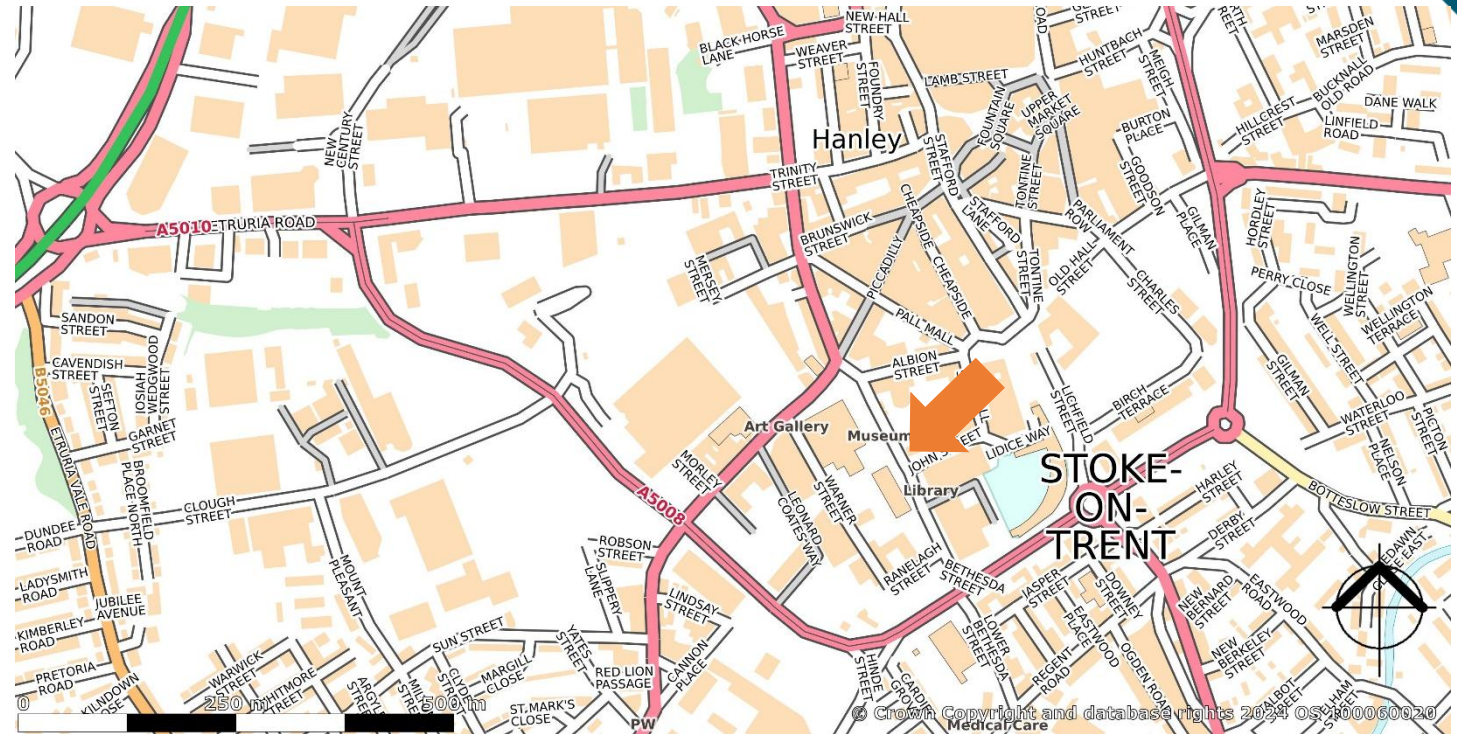 NEW HALL
STREET
BLACK HORSE
LANE
WEAVER
STREET
FOUNDRY
STREET
LAMB STREET
HUNTBACH
STREET
MEIGH
STREET
MARSDEN
STREET
BUCKNALL
OLD ROAD
HILLCREST
STREET
DANE WALK
LINFIELD
ROAD
NEW
CENTURY
STREET
Hanley
FOUNTAIN
SQUARE
UPPER
MARKET
SQUARE
BURTON
PLACE
STAFFORD
STREET
TRINITY
STREET
TONTINE
STREET
GOODSON
STREET
A5010
ETRURIA ROAD
BRUNSWICK
STREET
CHEAPSIDE
CHEAPSIDE
STAFFORD
LANE
PARLIAMENT
ROW
GILMAN
PLACE
HORDLEY
STREET
MERSEY
STREET
PICCADILLY
TONTINE
STREET
OLD HALL
STREET
CHARLES
STREET
PERRY CLOSE
WELLINGTON
STREET
WELLINGTON
TERRACE
SANDON
STREET
PALL MALL
WELL STREET
CAVENDISH
STREET
B5046
SEFTON
STREET
JOSIAH
WEDGWOOD
STREET
ALBION
STREET
GILMAN
STREET
LICHFIELD
STREET
BIRCH
TERRACE
WATERLOO
STREET
PICTON
STREET
GARNET
STREET
Art Gallery
Museum
LIDICE WAY
NELSON
PLACE
ETRURIA VALE ROAD
BROOMFIELD
PLACE NORTH
MORLEY
STREET
STOKE-
ON-
TRENT
HARLEY
STREET
Library
BOTTESLOW STREET
CLOUGH
STREET
A5008
WARNER
STREET
LEONARD
COATES WAY
DERBY
STREET
DUNDEE
ROAD
ROBSON
STREET
LADYSMITH
ROAD
MOUNT
PLEASANT
SLIPPERY
LANE
RANELAGH
STREET
BETHESDA
STREET
JASPER
STREET
DOWNEY
STREET
EASTWOOD
ROAD
NEW
BERNARD
STREET
JUBILEE
AVENUE
LINDSAY
STREET
EASTWOOD
PLACE
KIMBERLEY
ROAD
SUN STREET
YATES
STREET
LOWER
BETHESDA
STREET
REGENT
ROAD
OGDEN ROAD
NEW
BERKELEY
STREET
PRETORIA
ROAD
WARWICK
STREET
MARGILL
CLOSE
RED LION
PASSAGE
CANNON
PLACE
HINDE
STREET
WHITMORE
STREET
TALBOT
STREET
ST.MARK'S
CLOSE
PW
Medical Care
0 250 m 500 m
© Crown Copyright and database rights 2024 OS 100060020